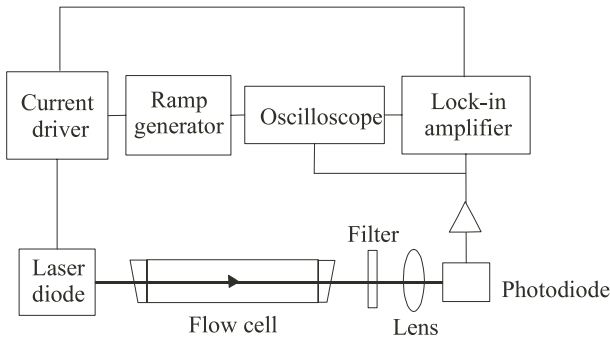 Current
driver
Ramp
generator
Oscilloscope
Lock-in
amplifier
Laser
diode
Flow cell
Filter
Lens
Photodiode